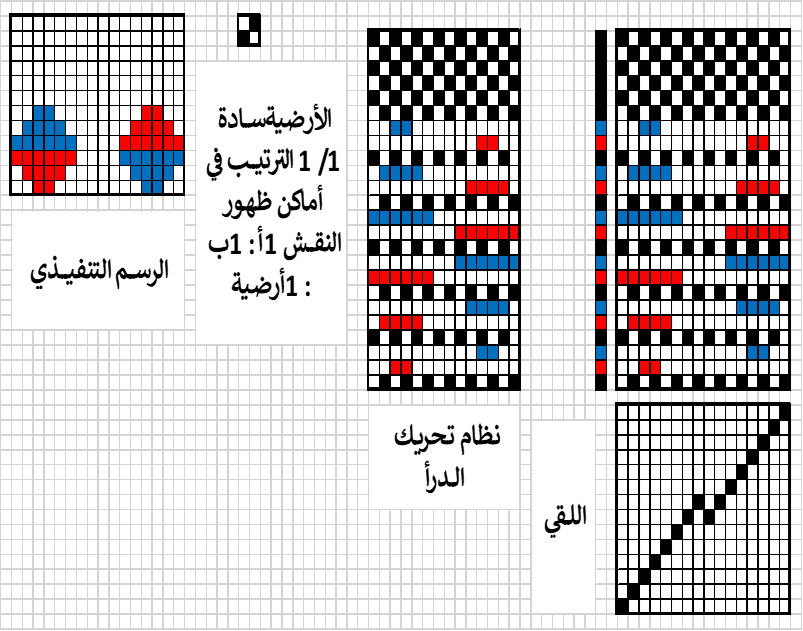 الأرضيةسادة
1/ 1 الترتيب في
أماكن ظهور
النقش 1أ : 1ب
: 1أرضية
الرسم التنفيذي
نظام تحريك
الدرأ
اللقي